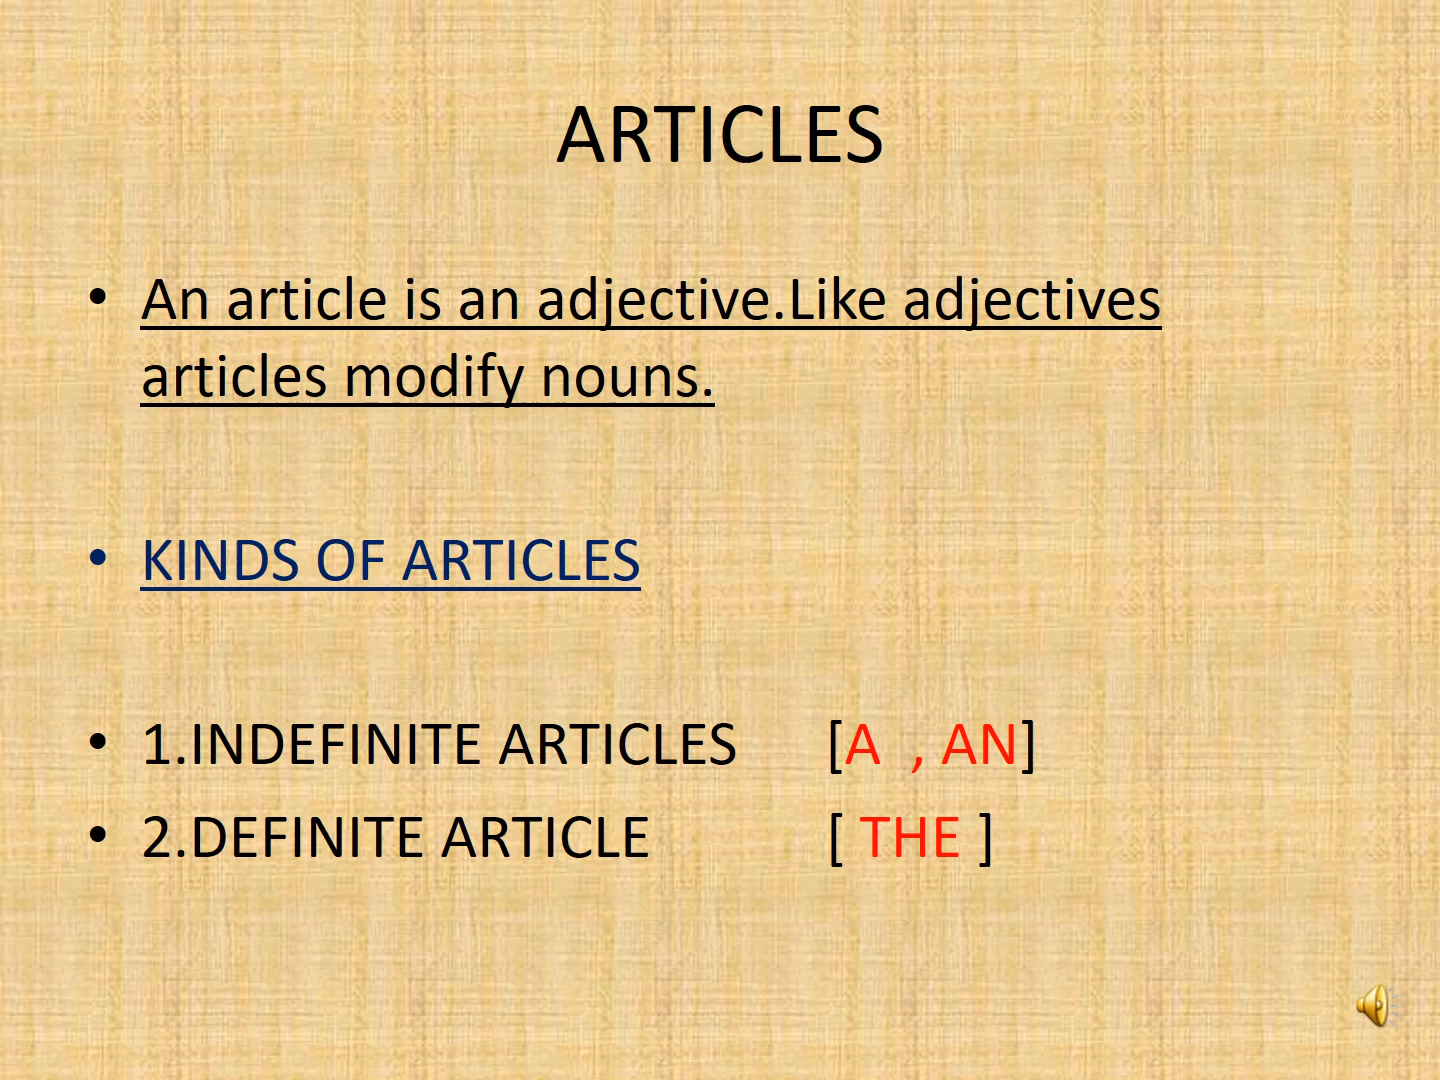 ARTICLES
• An article is an adjective.Like adjectives
articles modify nouns.
• KINDS OF ARTICLES
• 1.INDEFINITE ARTICLES [A , AN]
• 2.DEFINITE ARTICLE [ THE ]